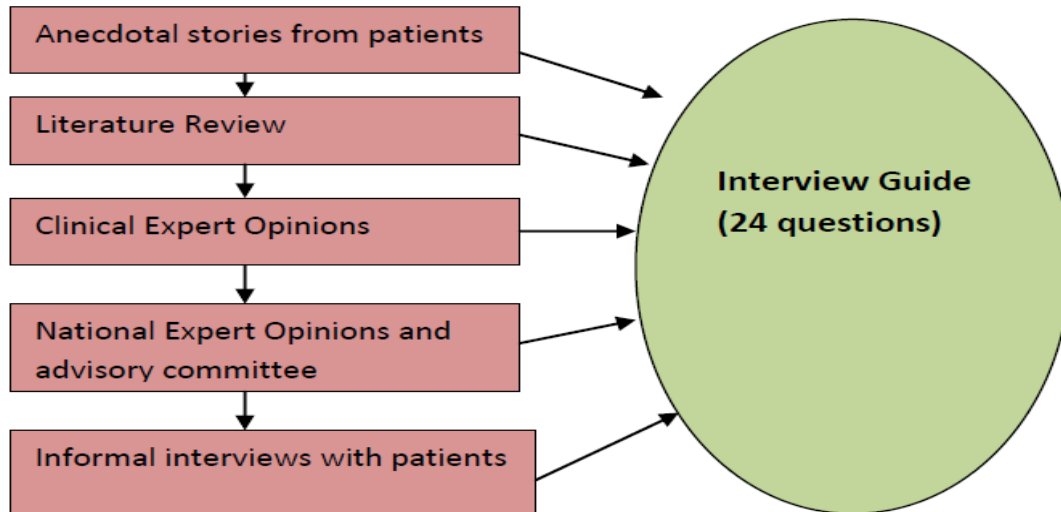 Anecdotal stories from patients
Literature Review
Clinical Expert Opinions
National Expert Opinions and
advisory committee
Informal interviews with patients
Interview Guide
(24 questions)